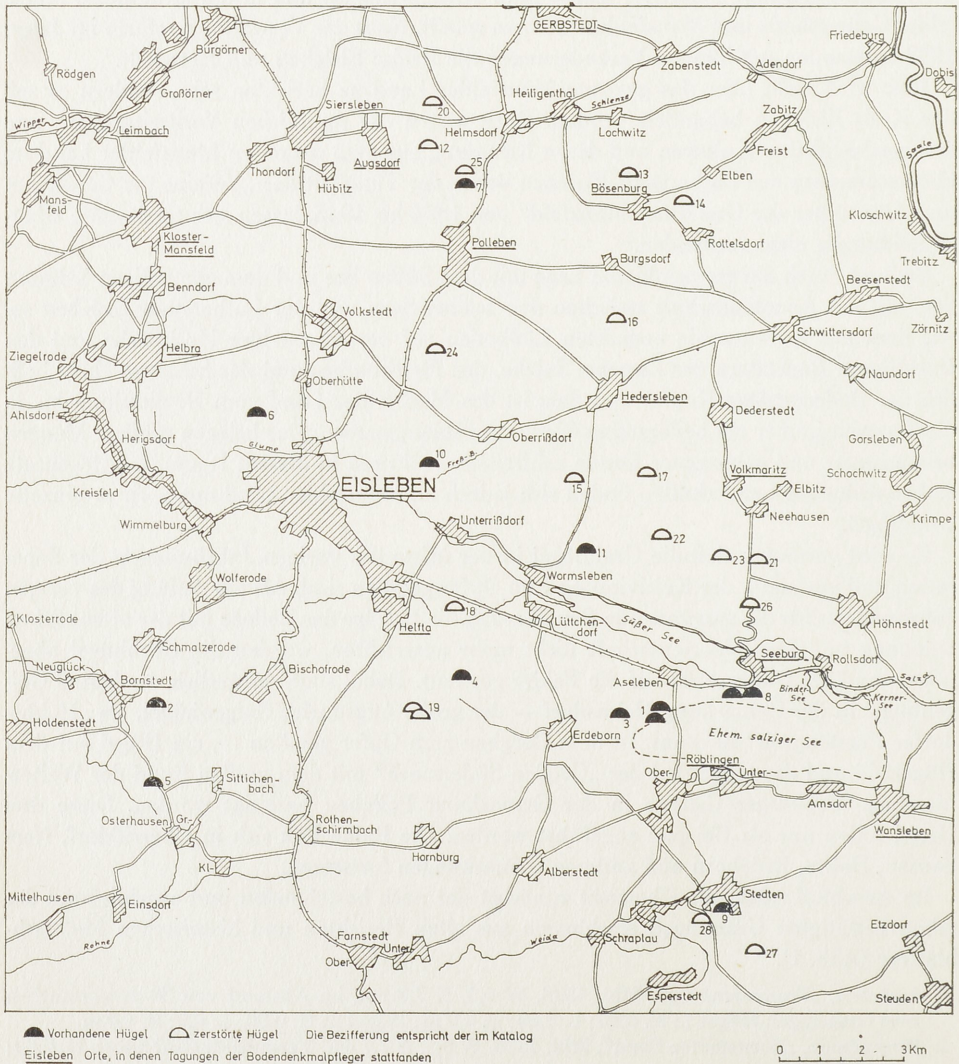 GERBSTEDT
Burgörner
Friedeburg
Rödgen
Zabenstedt
Adendorf
Dabis
Großörner
Siersleben
20
Heiligenthal
Schlenze
Zabitz
Wipper
Leimbach
Helmsdorf
Lochwitz
Saale
12
Freist
Augsdorf
Thondorf
Hübitz
25
7
13
Elben
Bösenburg
Mans-
feld
14
Kloschwitz
Kloster-
Mansfeld
Polleben
Rottelsdorf
Burgsdorf
Trebitz
Benndorf
Beesenstedt
Volkstedt
16
Schwittersdorf
Zörnitz
Ziegelrode
Helbra
24
Oberhütte
Naundorf
Ahlsdorf
6
Hedersleben
Dederstedt
Herigsdorf
Glume
Oberrißdorf
Gorsleben
10
Freß-B.
Kreisfeld
EISLEBEN
15
17
Volkmaritz
Elbitz
Schochwitz
Neehausen
Krimpe
Wimmelburg
Unterrißdorf
22
11
23
21
Wolferode
Wormsleben
18
26
Klosterrode
Helfta
Lüttchen-
dorf
Süßer See
Höhnstedt
Schmalzerode
Neuglück
Bischofrode
Seeburg
Rollsdorf
Bornstedt
4
Aseleben
Salza
2
8
Binder-
See
Kerner-
See
Holdenstedt
19
3
1
Erdeborn
Ehem. salziger See
Röblingen
5
Sittichen-
bach
Ober-
Unter-
Amsdorf
Osterhausen
Gr-
Rothen-
schirmbach
Wansleben
Hornburg
Kl-
Alberstedt
Mittelhausen
Einsdorf
Stedten
9
28
Etzdorf
Rohne
Farnstedt
Unter-
Ober-
Weida
Schraplau
27
Esperstedt
Steuden
Vorhandene Hügel zerstörte Hügel Die Bezifferung entspricht der im Katalog
Eisleben Orte, in denen Tagungen der Bodendenkmalpfleger stattfanden
0 1 2 3 Km